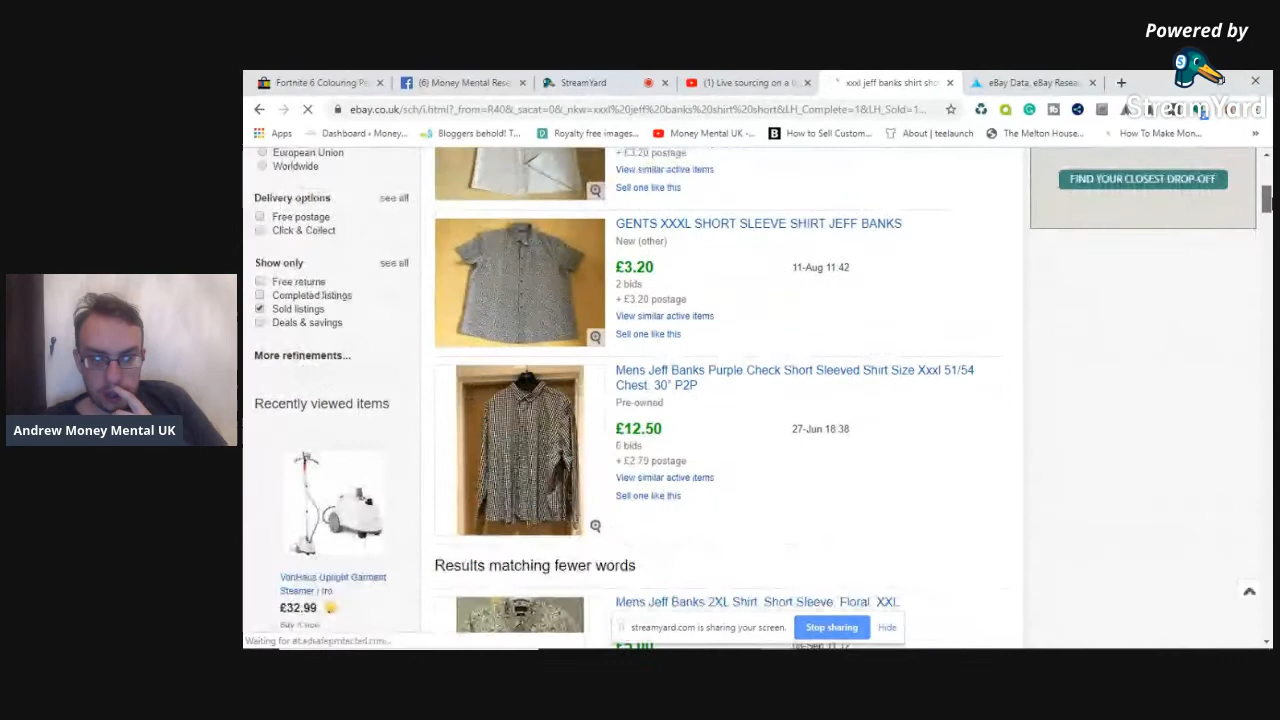 Powered by
StreamYard
Fortnite 6 Colouring Pe
(6) Money Mental Rese
StreamYard
(1) Live sourcing on a t
xxxl jeff banks shirt sho
eBay Data, eBay Resea
ebay.co.uk/sch/i.html?_from=R40&_sacat=0&_nkw=xxxl%20jeff%20banks%20shirt%20short&LH_Complete=1&LH_Sold=1...
Apps
Dashboard ‹ Money...
Bloggers behold! T...
Royalty free images...
Money Mental UK -...
How to Sell Custom...
About | teelaunch
The Melton House...
How To Make Mon...
»
European Union
Worldwide
Delivery options see all
Free postage
Click & Collect
Show only see all
Free returns
Completed listings
Sold listings
Deals & savings
More refinements...
Recently viewed items
VonHaus Upright Garment
Steamer / Iro
£32.99
Buy it now
Waiting for at.adsafeprotected.com...
+ £3.20 postage
View similar active items
Sell one like this
GENTS XXXL SHORT SLEEVE SHIRT JEFF BANKS
New (other)
£3.20 11-Aug 11:42
2 bids
+ £3.20 postage
View similar active items
Sell one like this
Mens Jeff Banks Purple Check Short Sleeved Shirt Size Xxxl 51/54
Chest. 30" P2P
Pre-owned
£12.50 27-Jun 18:38
6 bids
+ £2.79 postage
View similar active items
Sell one like this
Results matching fewer words
Mens Jeff Banks 2XL Shirt. Short Sleeve. Floral. XXL
streamyard.com is sharing your screen.
Stop sharing
Hide
FIND YOUR CLOSEST DROP-OFF
Andrew Money Mental UK